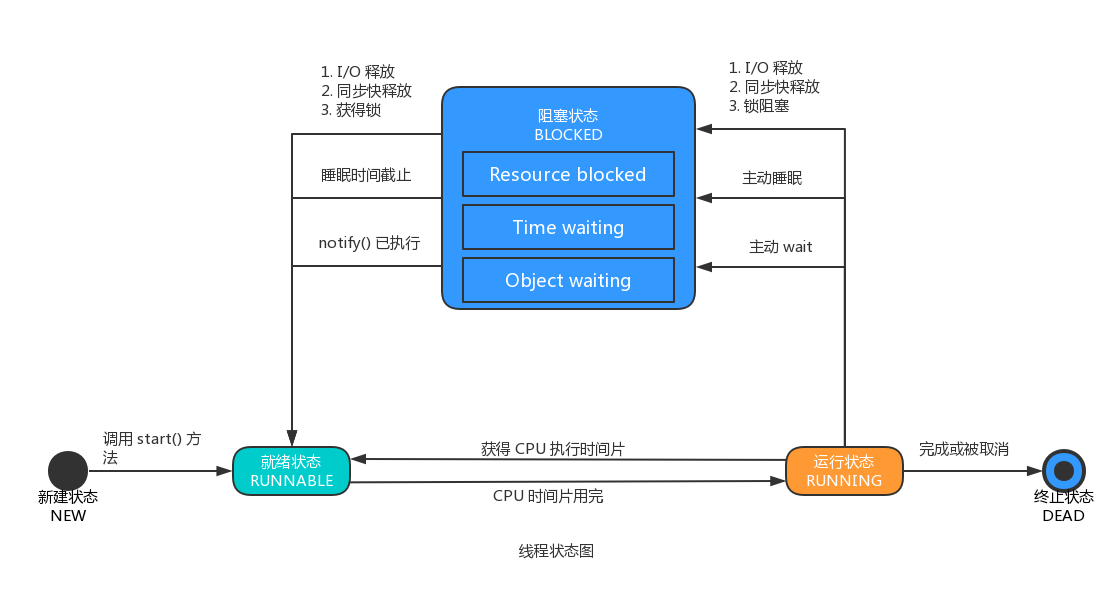 1. I/O 释放
2. 同步快释放
3. 获得锁
1. I/O 释放
2. 同步快释放
3. 锁阻塞
阻塞状态
BLOCKED
Resource blocked
Time waiting
Object waiting
睡眠时间截止
notify() 已执行
主动睡眠
主动 wait
调用 start() 方
法
新建状态
NEW
就绪状态
RUNNABLE
获得 CPU 执行时间片
CPU 时间片用完
运行状态
RUNNING
完成或被取消
终止状态
DEAD
线程状态图